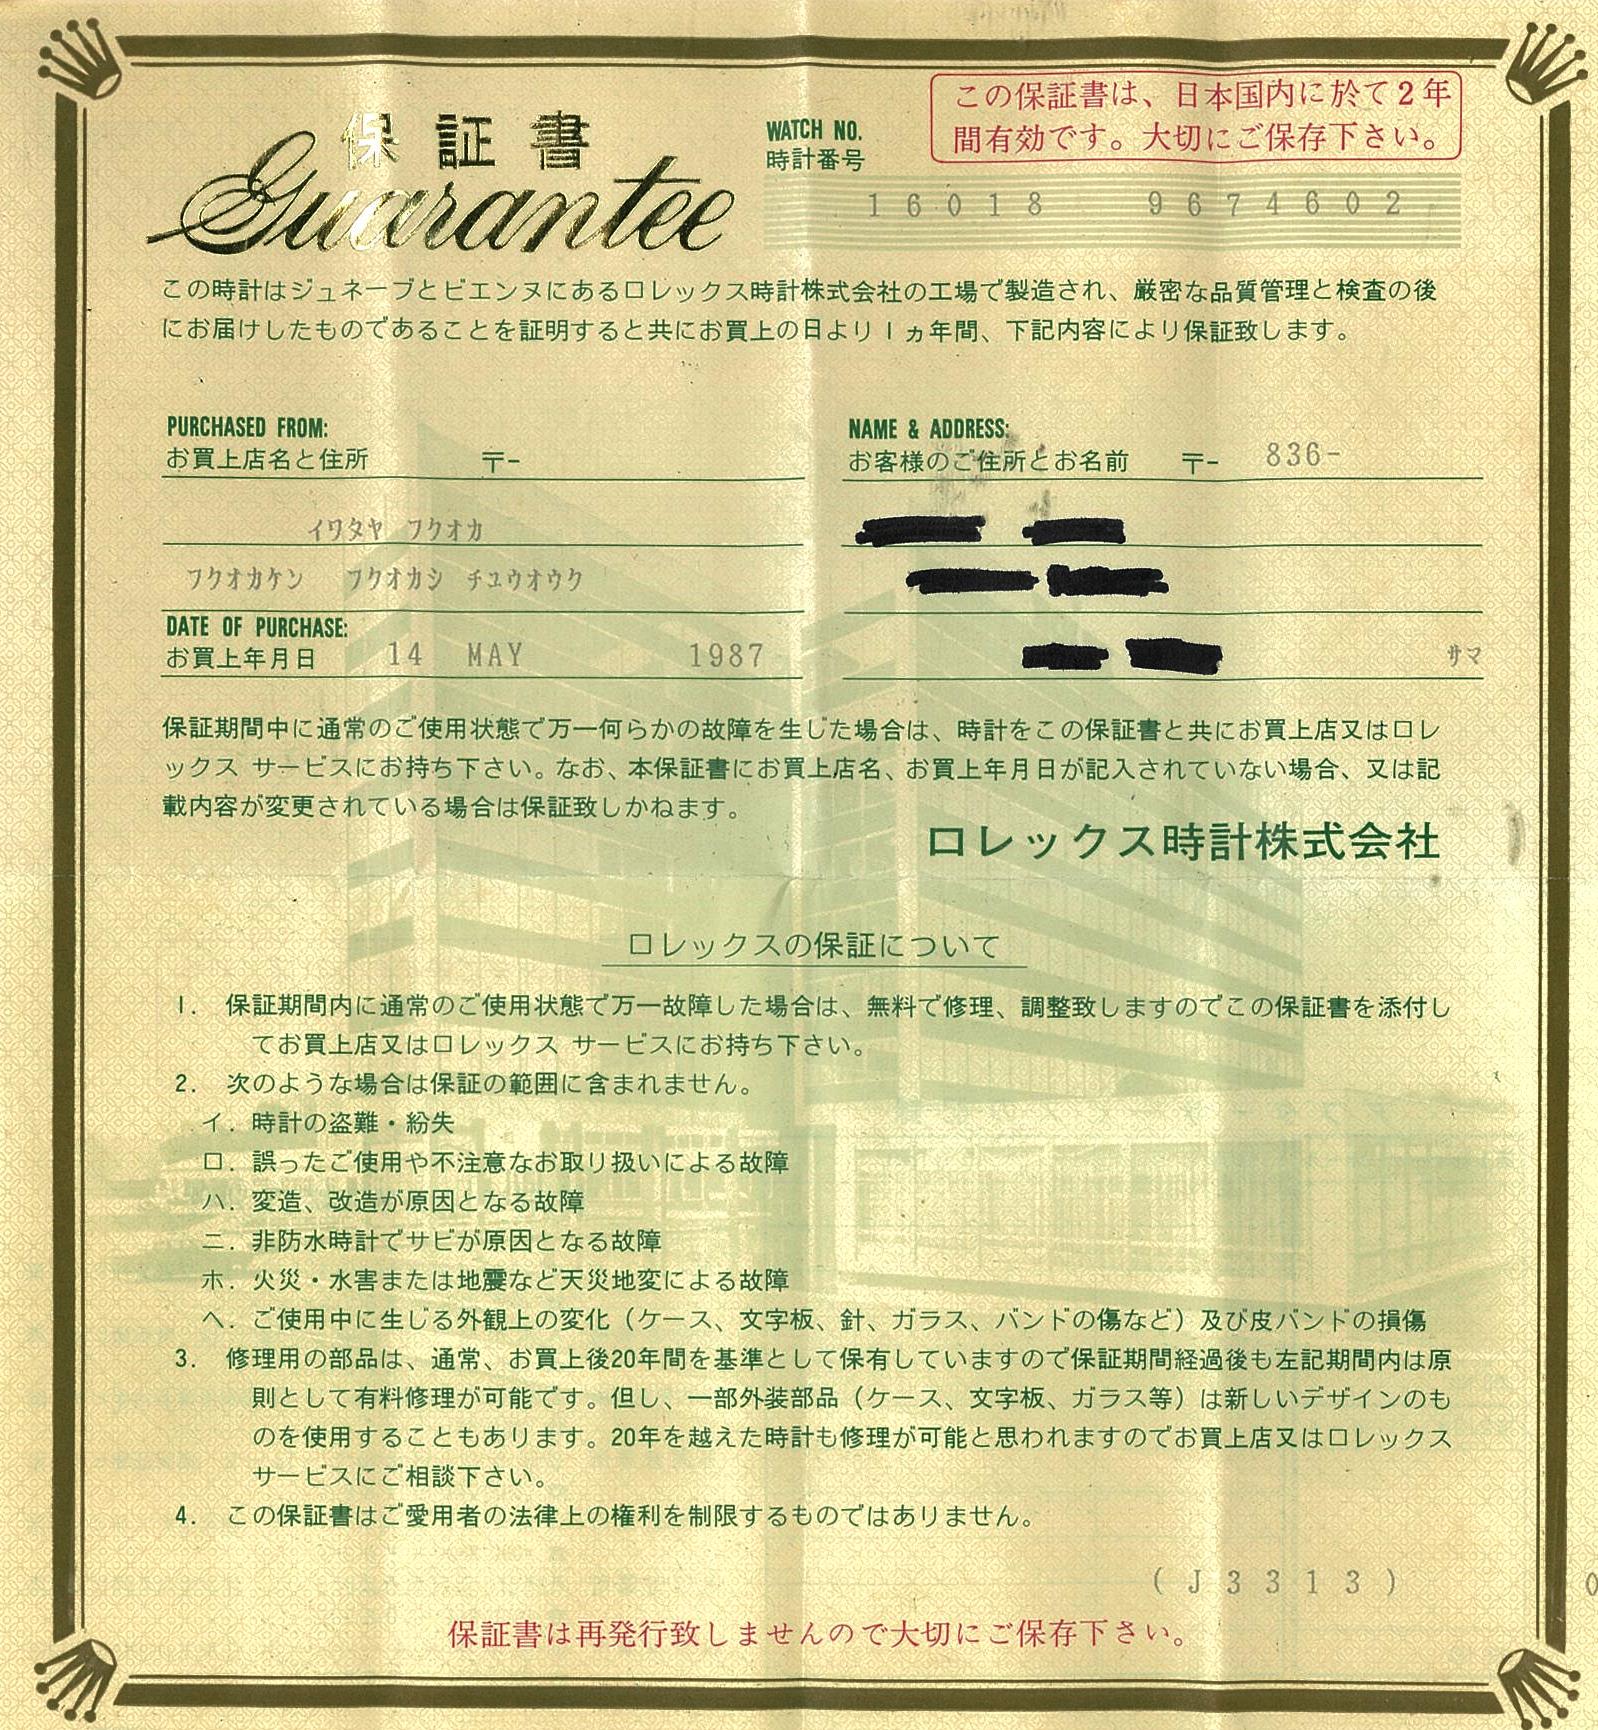 保証書
Guarantee
WATCH NO.
時計番号
この保証書は、日本国内に於て2年
間有効です。大切にご保存下さい。
16018 9674602
この時計はジュネーブとビエンヌにあるロレックス時計株式会社の工場で製造され、厳密な品質管理と検査の後
にお届けしたものであることを証明すると共にお買上の日より1ヵ年間、下記内容により保証致します。
PURCHASED FROM:
お買上店名と住所 〒-
イワタヤ フクオカ
フクオカケン フクオカシ チユウオウク
DATE OF PURCHASE:
お買上年月日 14 MAY 1987
NAME & ADDRESS:
お客様のご住所とお名前 〒- 836-
サマ
保証期間中に通常のご使用状態で万一何らかの故障を生じた場合は、時計をこの保証書と共にお買上店又はロレ
ックス サービスにお持ち下さい。なお、本保証書にお買上店名、お買上年月日が記入されていない場合、又は記
載内容が変更されている場合は保証致しかねます。
ロレックス時計株式会社
ロレックスの保証について
1. 保証期間内に通常のご使用状態で万一故障した場合は、無料で修理、調整致しますのでこの保証書を添付し
てお買上店又はロレックス サービスにお持ち下さい。
2. 次のような場合は保証の範囲に含まれません。
イ. 時計の盗難・紛失
ロ. 誤ったご使用や不注意なお取り扱いによる故障
ハ. 変造、改造が原因となる故障
ニ. 非防水時計でサビが原因となる故障
ホ. 火災・水害または地震など天災地変による故障
ヘ. ご使用中に生じる外観上の変化(ケース、文字板、針、ガラス、バンドの傷など)及び皮バンドの損傷
3. 修理用の部品は、通常、お買上後20年間を基準として保有していますので保証期間経過後も左記期間内は原
則として有料修理が可能です。但し、一部外装部品(ケース、文字板、ガラス等)は新しいデザインのも
のを使用することもあります。20年を越えた時計も修理が可能と思われますのでお買上店又はロレックス
サービスにご相談下さい。
4. この保証書はご愛用者の法律上の権利を制限するものではありません。
(J3313)
保証書は再発行致しませんので大切にご保存下さい。